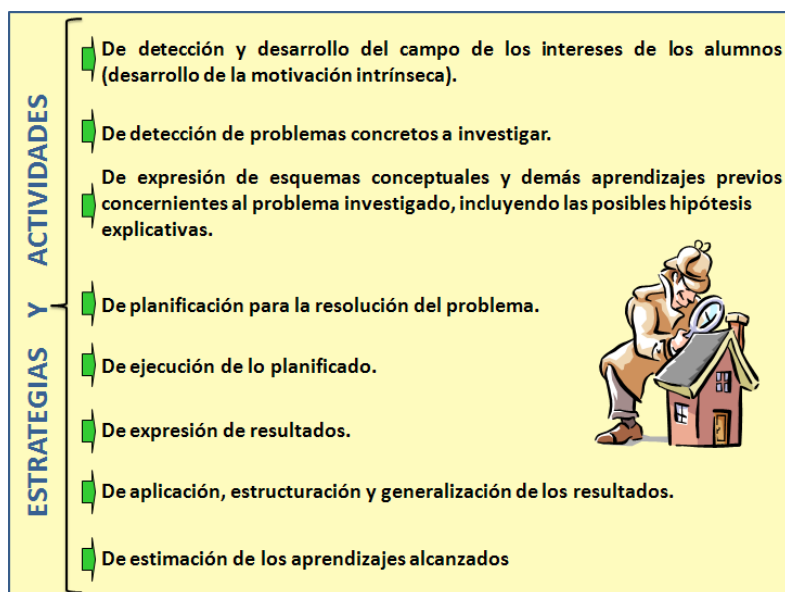 ESTRATEGIAS Y ACTIVIDADES
De detección y desarrollo del campo de los intereses de los alumnos
(desarrollo de la motivación intrínseca).
De detección de problemas concretos a investigar.
De expresión de esquemas conceptuales y demás aprendizajes previos
concernientes al problema investigado, incluyendo las posibles hipótesis
explicativas.
De planificación para la resolución del problema.
De ejecución de lo planificado.
De expresión de resultados.
De aplicación, estructuración y generalización de los resultados.
De estimación de los aprendizajes alcanzados